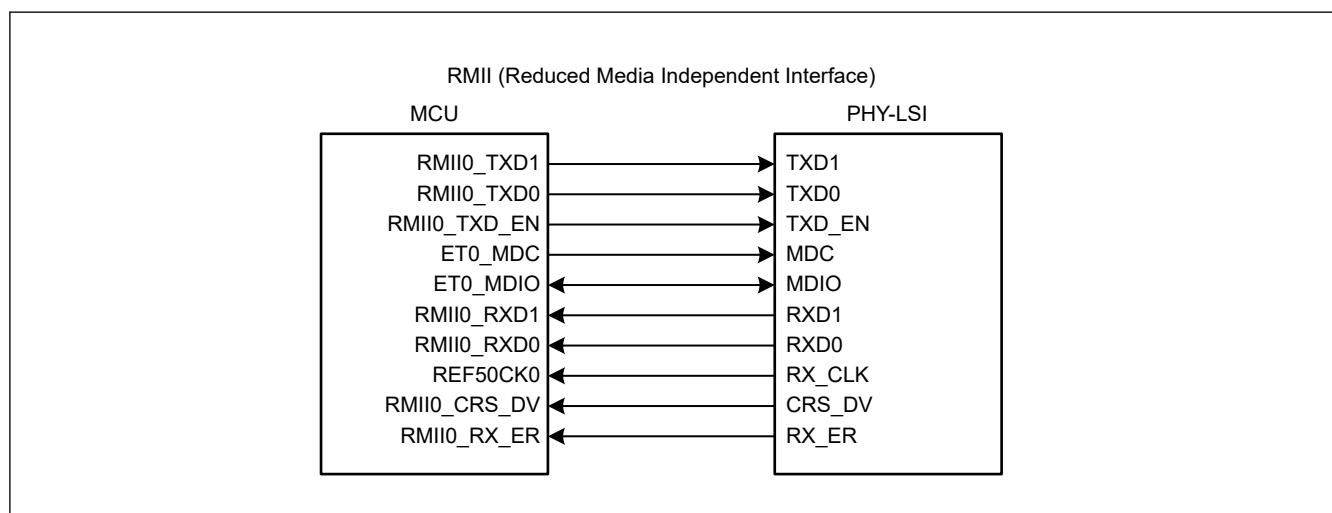 RMII (Reduced Media Independent Interface)
MCU PHY-LSI
RMII0_TXD1 TXD1
RMII0_TXD0 TXD0
RMII0_TXD_EN TXD_EN
ET0_MDC MDC
ET0_MDIO MDIO
RMII0_RXD1 RXD1
RMII0_RXD0 RXD0
REF50CK0 RX_CLK
RMII0_CRS_DV CRS_DV
RMII0_RX_ER RX_ER